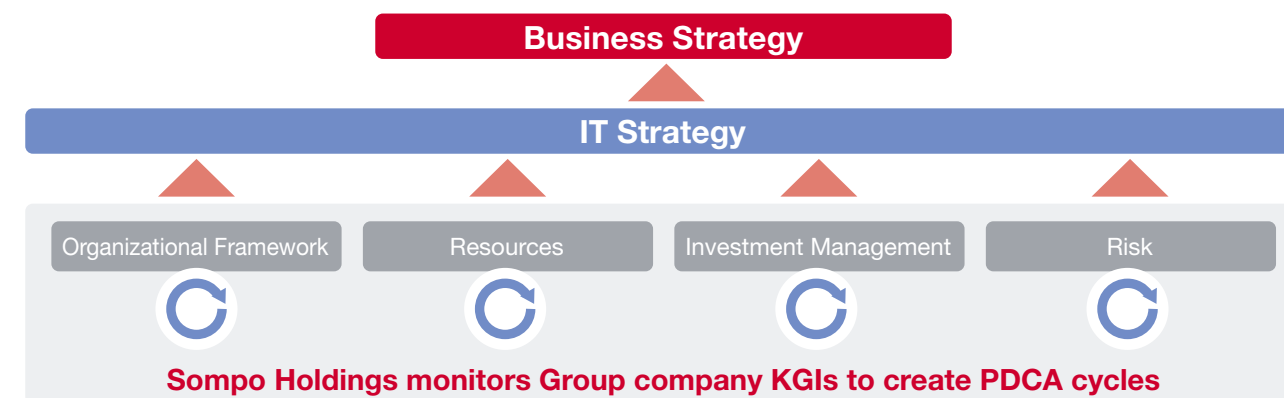 Business Strategy
IT Strategy
Organizational Framework
Resources
Investment Management
Risk
Sompo Holdings monitors Group company KGIs to create PDCA cycles